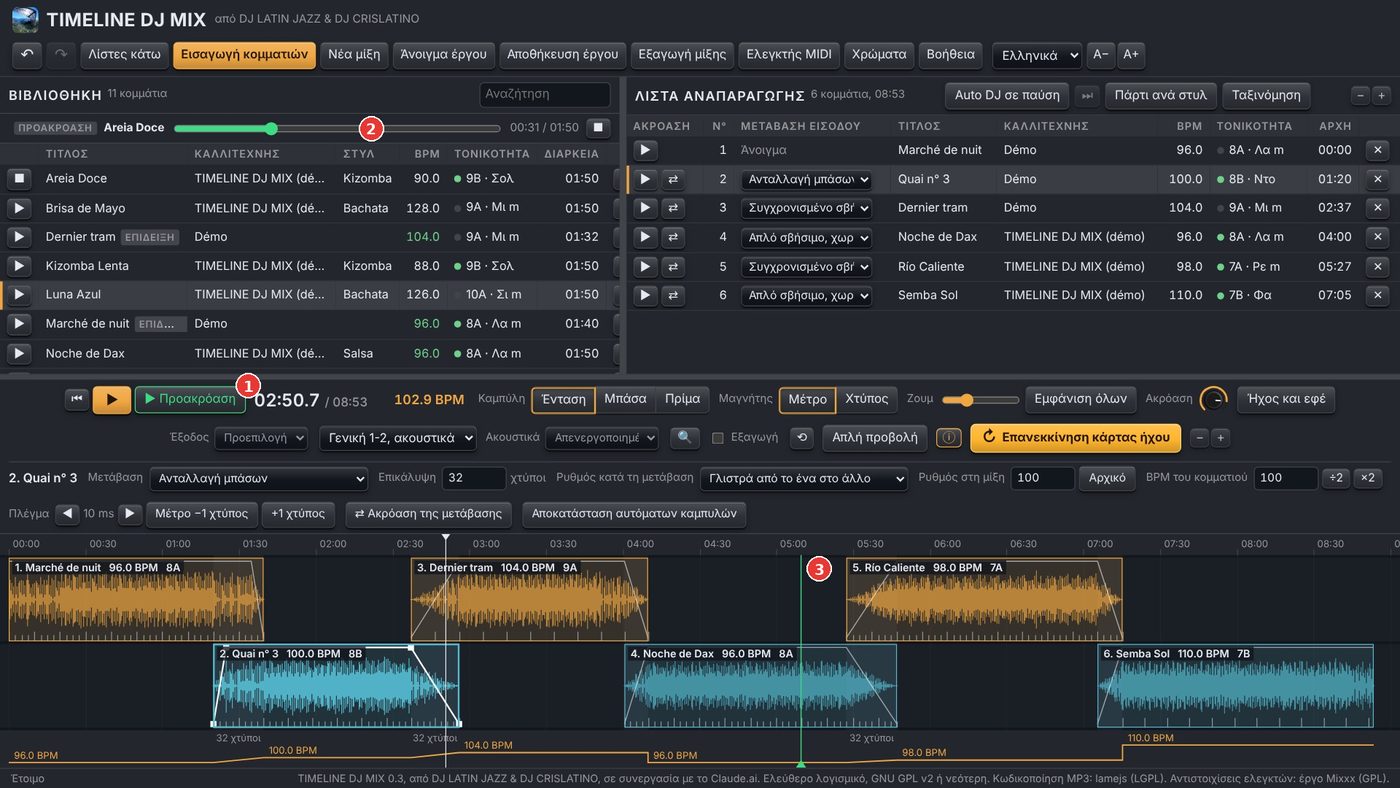 TIMELINE DJ MIX από DJ LATIN JAZZ & DJ CRISLATINO
Λίστες κάτω Εισαγωγή κομματιών Νέα μίξη Άνοιγμα έργου Αποθήκευση έργου Εξαγωγή μίξης Ελεγκτής MIDI Χρώματα Βοήθεια Ελληνικά A− A+
ΒΙΒΛΙΟΘΗΚΗ 11 κομμάτια Αναζήτηση
ΠΡΟΑΚΡΟΑΣΗ Areia Doce 2 00:31 / 01:50
ΤΙΤΛΟΣ ΚΑΛΛΙΤΕΧΝΗΣ ΣΤΥΛ BPM ΤΟΝΙΚΟΤΗΤΑ ΔΙΑΡΚΕΙΑ
Areia Doce TIMELINE DJ MIX (dé... Kizomba 90.0 9B · Σολ 01:50
Brisa de Mayo TIMELINE DJ MIX (dé... Bachata 128.0 9A · Μι m 01:50
Dernier tram ΕΠΙΔΕΙΞΗ Démo 104.0 9A · Μι m 01:32
Kizomba Lenta TIMELINE DJ MIX (dé... Kizomba 88.0 9B · Σολ 01:50
Luna Azul TIMELINE DJ MIX (dé... Bachata 126.0 10A · Σι m 01:50
Marché de nuit ΕΠΙΔ... Démo 96.0 8A · Λα m 01:40
Noche de Dax TIMELINE DJ MIX (dé... Salsa 96.0 8A · Λα m 01:50
ΛΙΣΤΑ ΑΝΑΠΑΡΑΓΩΓΗΣ 6 κομμάτια, 08:53 Auto DJ σε παύση Πάρτι ανά στυλ Ταξινόμηση − +
ΑΚΡΟΑΣΗ N° ΜΕΤΑΒΑΣΗ ΕΙΣΟΔΟΥ ΤΙΤΛΟΣ ΚΑΛΛΙΤΕΧΝΗΣ BPM ΤΟΝΙΚΟΤΗΤΑ ΑΡΧΗ
1 Άνοιγμα Marché de nuit Démo 96.0 8A · Λα m 00:00
2 Ανταλλαγή μπάσων Quai n° 3 Démo 100.0 8B · Ντο 01:20
3 Συγχρονισμένο σβή Dernier tram Démo 104.0 9A · Μι m 02:37
4 Απλό σβήσιμο, χωρ Noche de Dax TIMELINE DJ MIX (démo) 96.0 8A · Λα m 04:00
5 Συγχρονισμένο σβή Río Caliente TIMELINE DJ MIX (démo) 98.0 7A · Ρε m 05:27
6 Απλό σβήσιμο, χωρ Semba Sol TIMELINE DJ MIX (démo) 110.0 7B · Φα 07:05
Προακρόαση 1 02:50.7 / 08:53 102.9 BPM Καμπύλη Ένταση Μπάσα Πρίμα Μαγνήτης Μέτρο Χτύπος Ζουμ Εμφάνιση όλων Ακρόαση Ήχος και εφέ
Έξοδος Προεπιλογή Γενική 1-2, ακουστικά Ακουστικά Απενεργοποιημέ Εξαγωγή Απλή προβολή Επανεκκίνηση κάρτας ήχου − +
2. Quai n° 3 Μετάβαση Ανταλλαγή μπάσων Επικάλυψη 32 χτύποι Ρυθμός κατά τη μετάβαση Γλιστρά από το ένα στο άλλο Ρυθμός στη μίξη 100 Αρχικό BPM του κομματιού 100 ÷2 ×2
Πλέγμα 10 ms Μέτρο −1 χτύπος +1 χτύπος Ακρόαση της μετάβασης Αποκατάσταση αυτόματων καμπυλών
00:00 00:30 01:00 01:30 02:00 02:30 03:00 03:30 04:00 04:30 05:00 05:30 06:00 06:30 07:00 07:30 08:00 08:30
1. Marché de nuit 96.0 BPM 8A 3. Dernier tram 104.0 BPM 9A 3 5. Río Caliente 98.0 BPM 7A
2. Quai n° 3 100.0 BPM 8B 4. Noche de Dax 96.0 BPM 8A 6. Semba Sol 110.0 BPM 7B
32 χτύποι 32 χτύποι 32 χτύποι
96.0 BPM 100.0 BPM 104.0 BPM 96.0 BPM 98.0 BPM 110.0 BPM
Έτοιμο TIMELINE DJ MIX 0.3, από DJ LATIN JAZZ & DJ CRISLATINO, σε συνεργασία με το Claude.ai. Ελεύθερο λογισμικό, GNU GPL v2 ή νεότερη. Κωδικοποίηση MP3: lamejs (LGPL). Αντιστοιχίσεις ελεγκτών: έργο Mixxx (GPL).